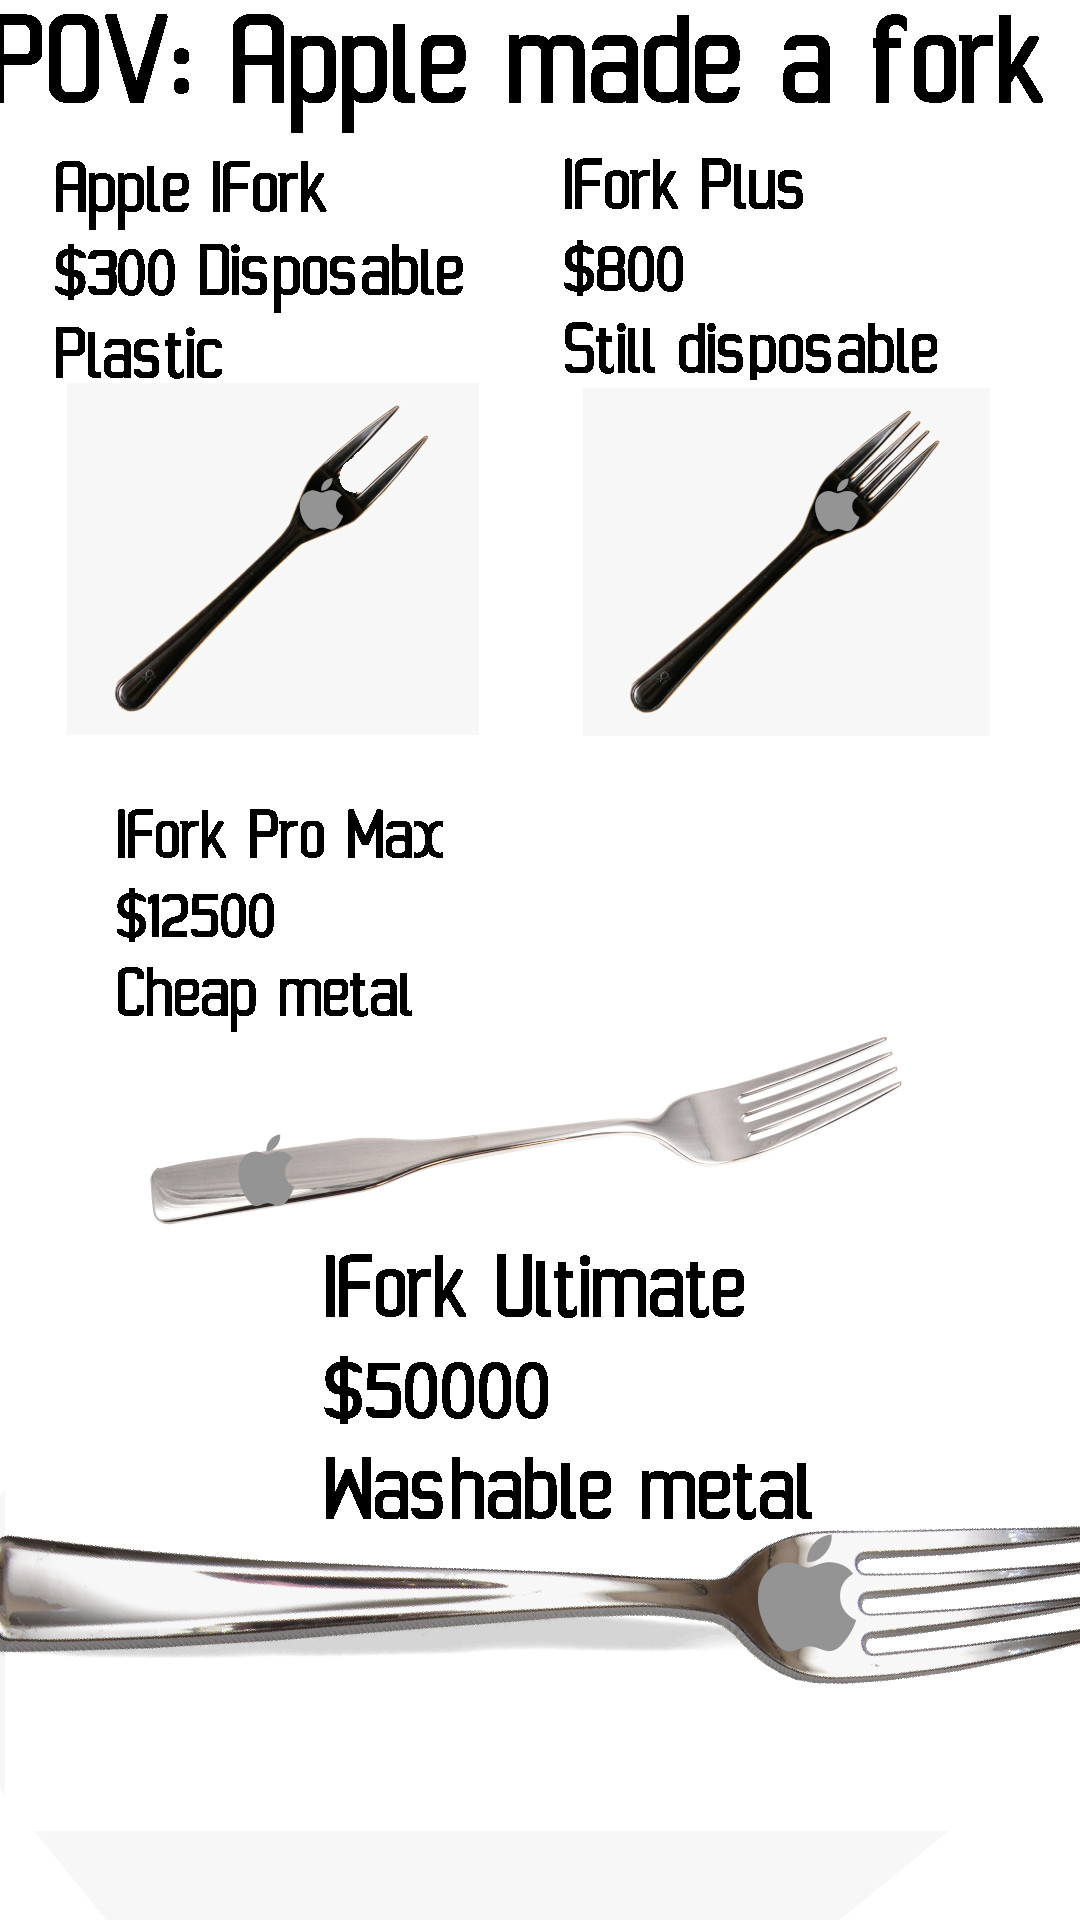 POV: Apple made a fork
Apple IFork
$300 Disposable
Plastic
IFork Plus
$800
Still disposable
IFork Pro Max
$12500
Cheap metal
IFork Ultimate
$50000
Washable metal